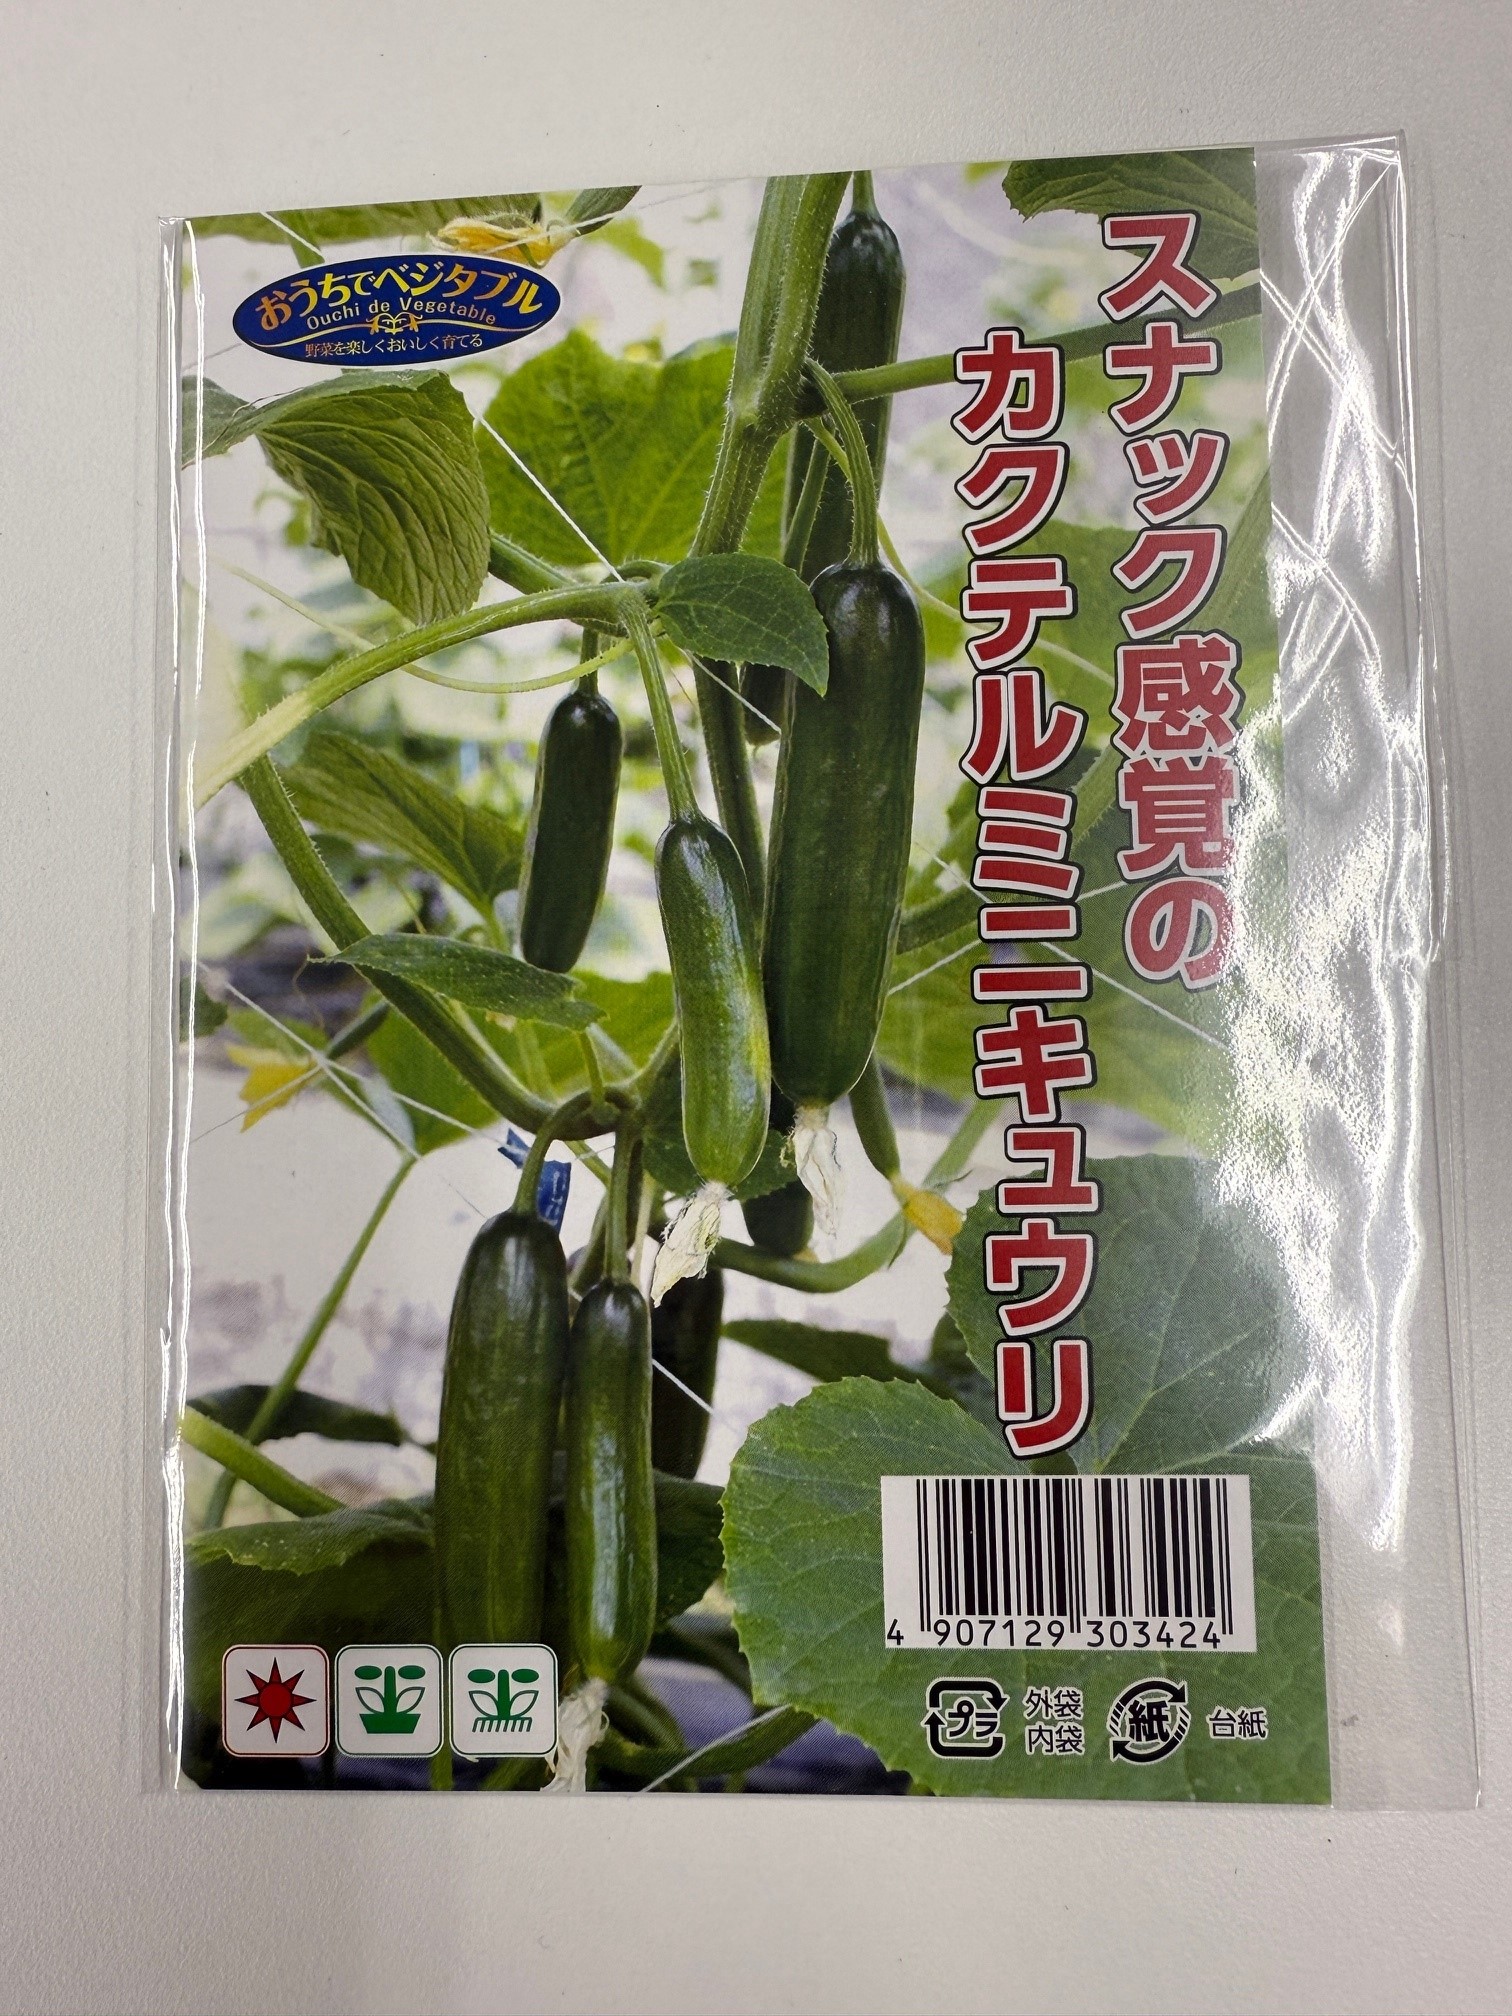 おうちでベジタブル
Ouchi de Vegetable
野菜を楽しくおいしく育てる
スナック感覚の
カクテルミニキュウリ
4 907129 303424
プラ
外袋
内袋
紙
台紙